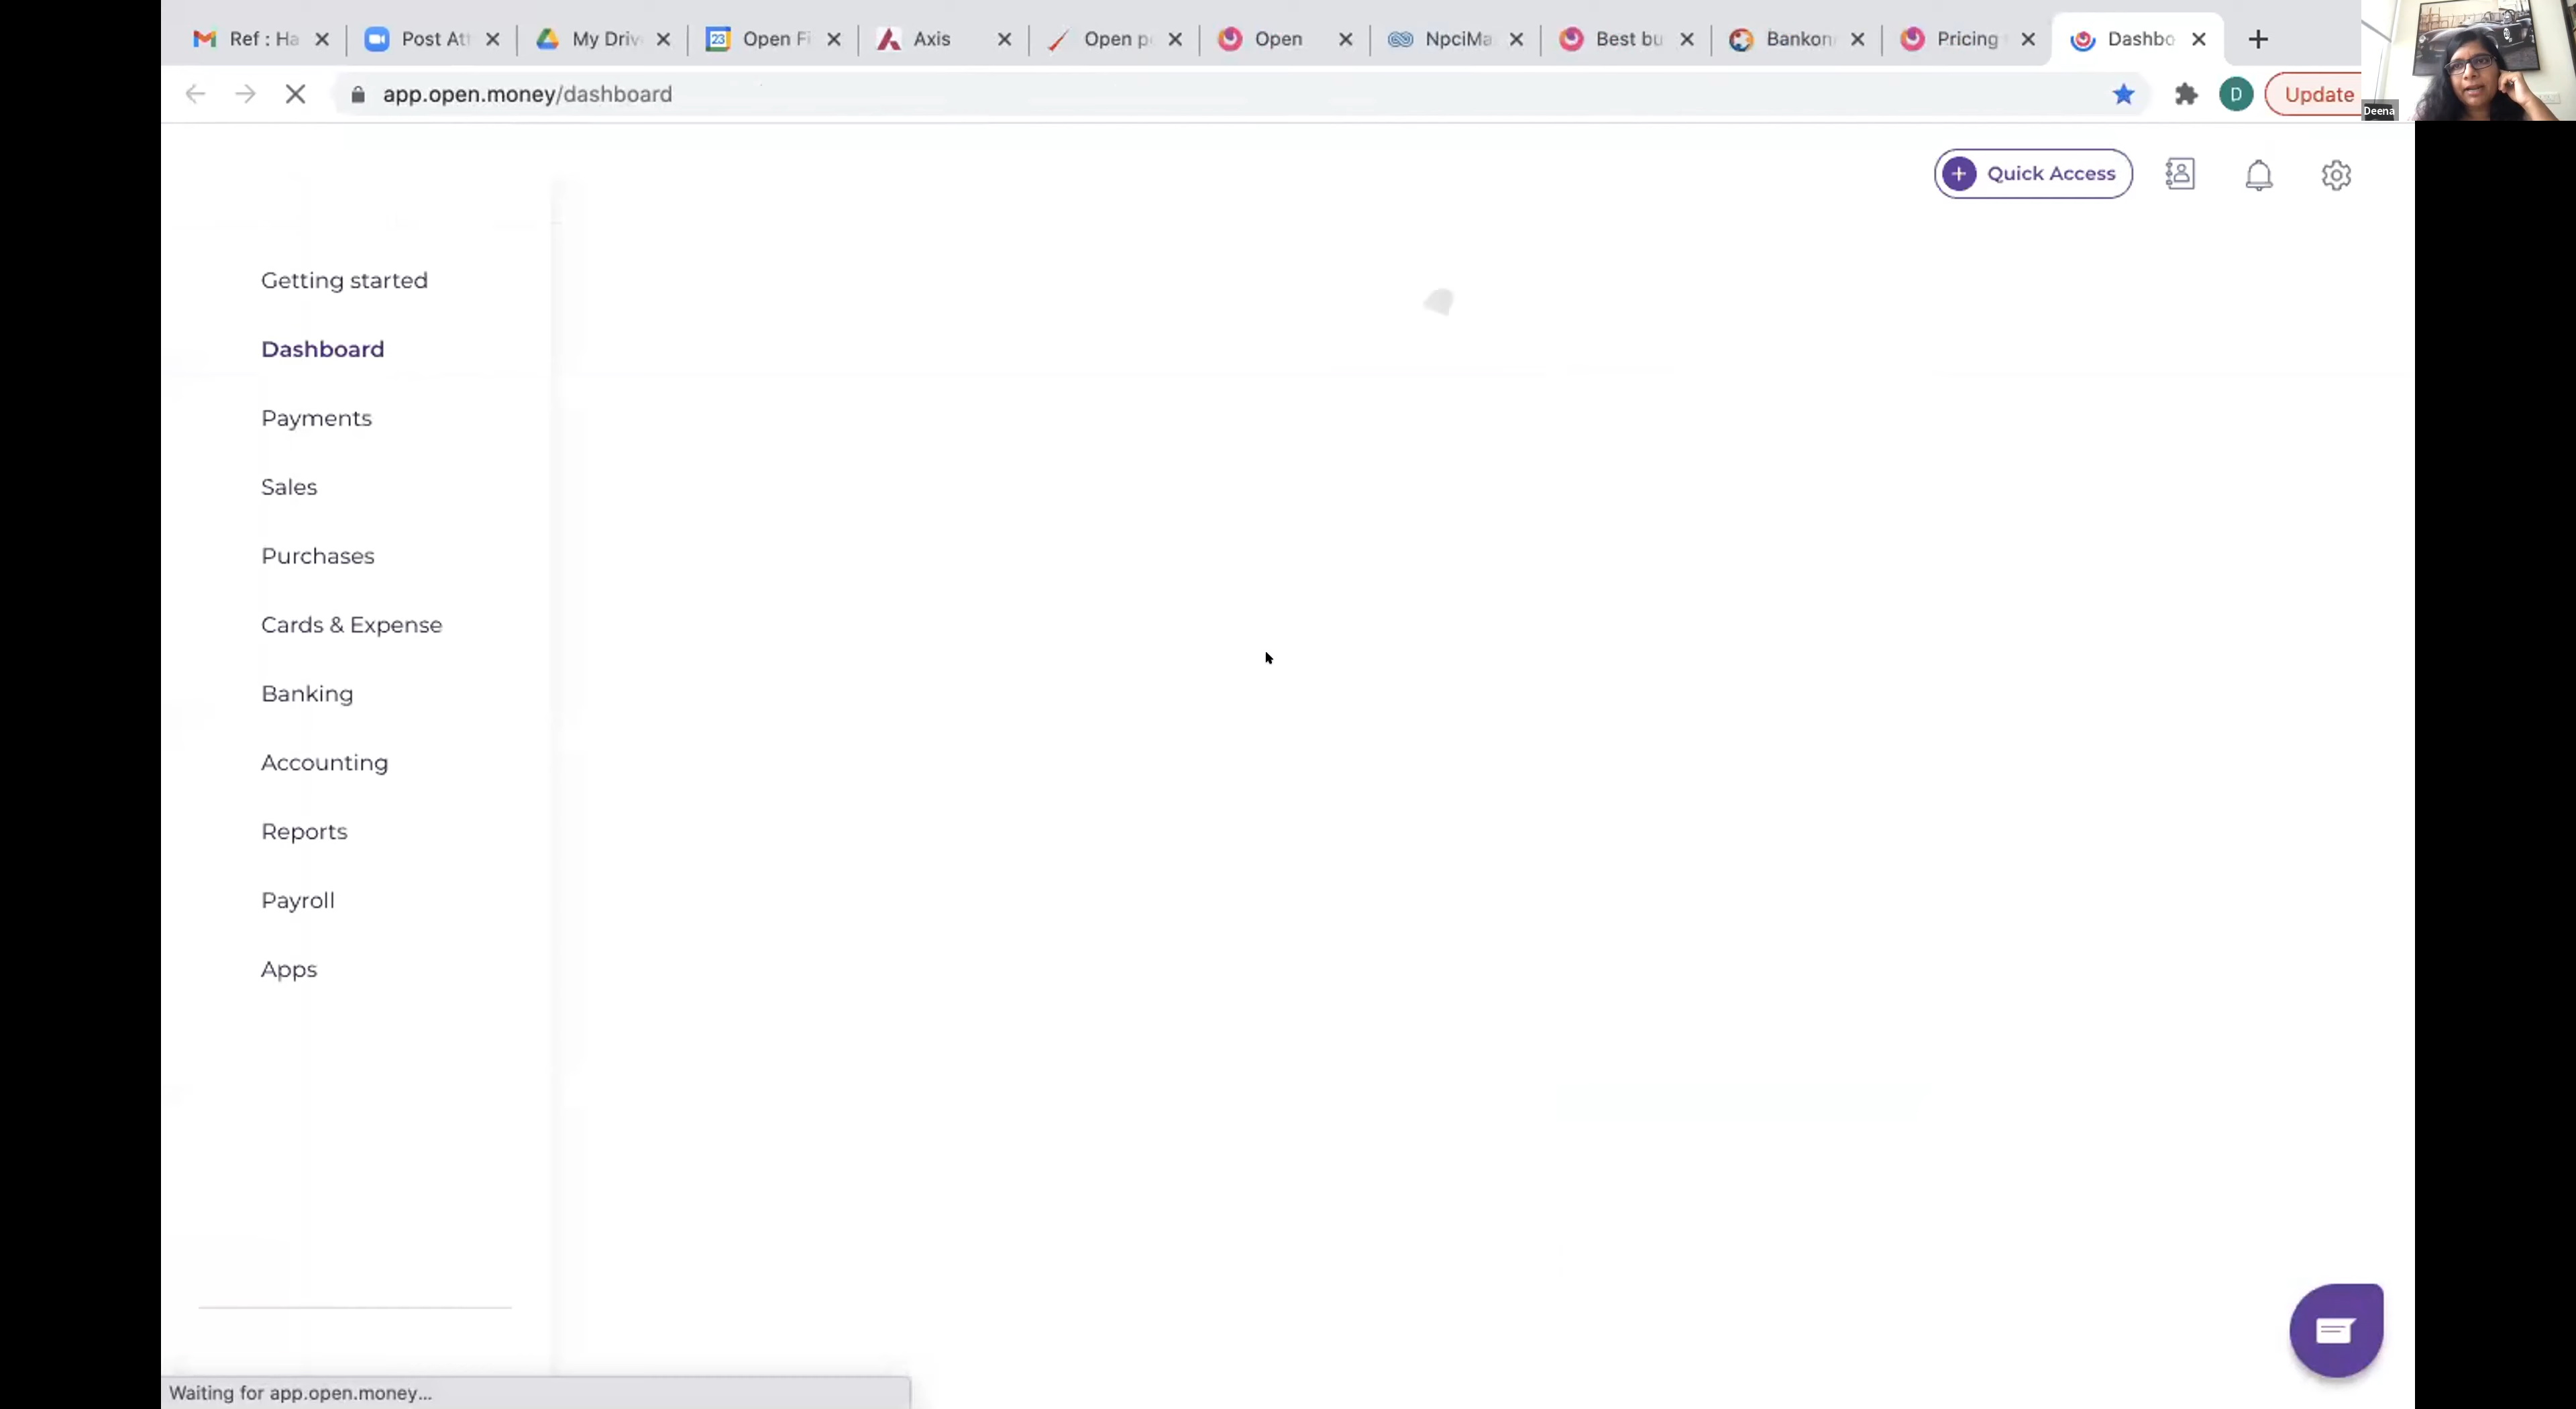 Ref : Ha
Post Att
My Driv
23
Open Fi
Axis
Open p
Open
NpciMa
Best bu
Bankon
Pricing
Dashbo
app.open.money/dashboard
D
Update
Deena
Quick Access
Getting started
Dashboard
Payments
Sales
Purchases
Cards & Expense
Banking
Accounting
Reports
Payroll
Apps
Waiting for app.open.money...